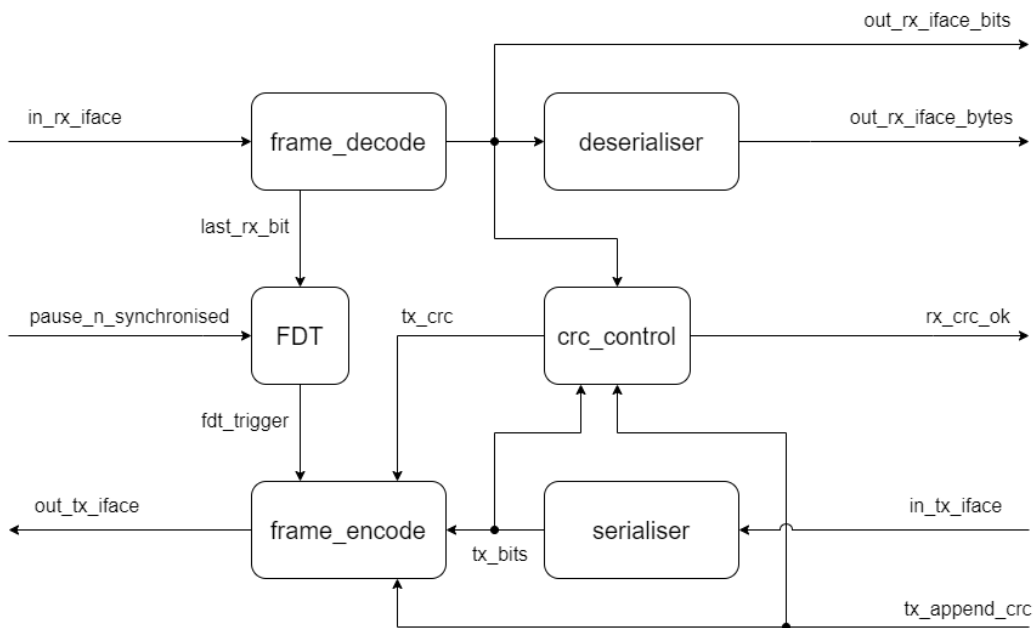 out_rx_iface_bits
in_rx_iface
frame_decode
deserialiser
out_rx_iface_bytes
last_rx_bit
pause_n_synchronised
FDT
tx_crc
crc_control
rx_crc_ok
fdt_trigger
out_tx_iface
frame_encode
tx_bits
serialiser
in_tx_iface
tx_append_crc